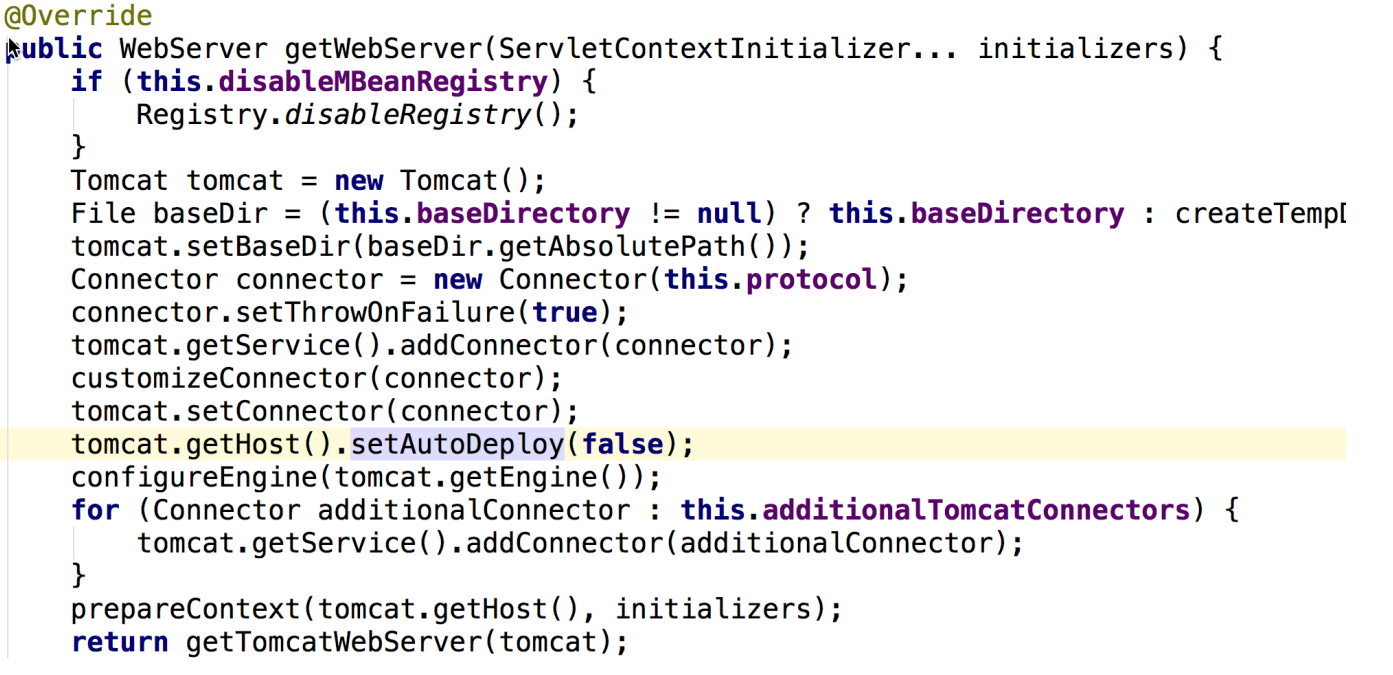 @Override
public WebServer getWebServer(ServletContextInitializer... initializers) {
    if (this.disableMBeanRegistry) {
        Registry.disableRegistry();
    }
    Tomcat tomcat = new Tomcat();
    File baseDir = (this.baseDirectory != null) ? this.baseDirectory : createTemp
    tomcat.setBaseDir(baseDir.getAbsolutePath());
    Connector connector = new Connector(this.protocol);
    connector.setThrowOnFailure(true);
    tomcat.getService().addConnector(connector);
    customizeConnector(connector);
    tomcat.setConnector(connector);
    tomcat.getHost().setAutoDeploy(false);
    configureEngine(tomcat.getEngine());
    for (Connector additionalConnector : this.additionalTomcatConnectors) {
        tomcat.getService().addConnector(additionalConnector);
    }
    prepareContext(tomcat.getHost(), initializers);
    return getTomcatWebServer(tomcat);